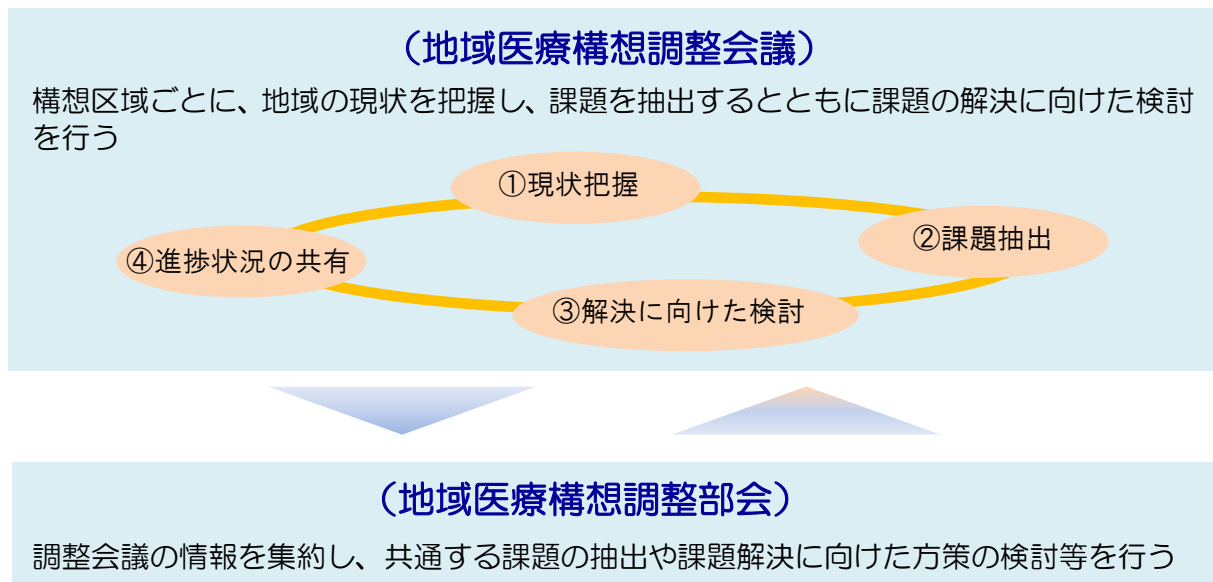 （地域医療構想調整会議）
構想区域ごとに、地域の現状を把握し、課題を抽出するとともに課題の解決に向けた検討
を行う
①現状把握
②課題抽出
④進捗状況の共有
③解決に向けた検討
（地域医療構想調整部会）
調整会議の情報を集約し、共通する課題の抽出や課題解決に向けた方策の検討等を行う